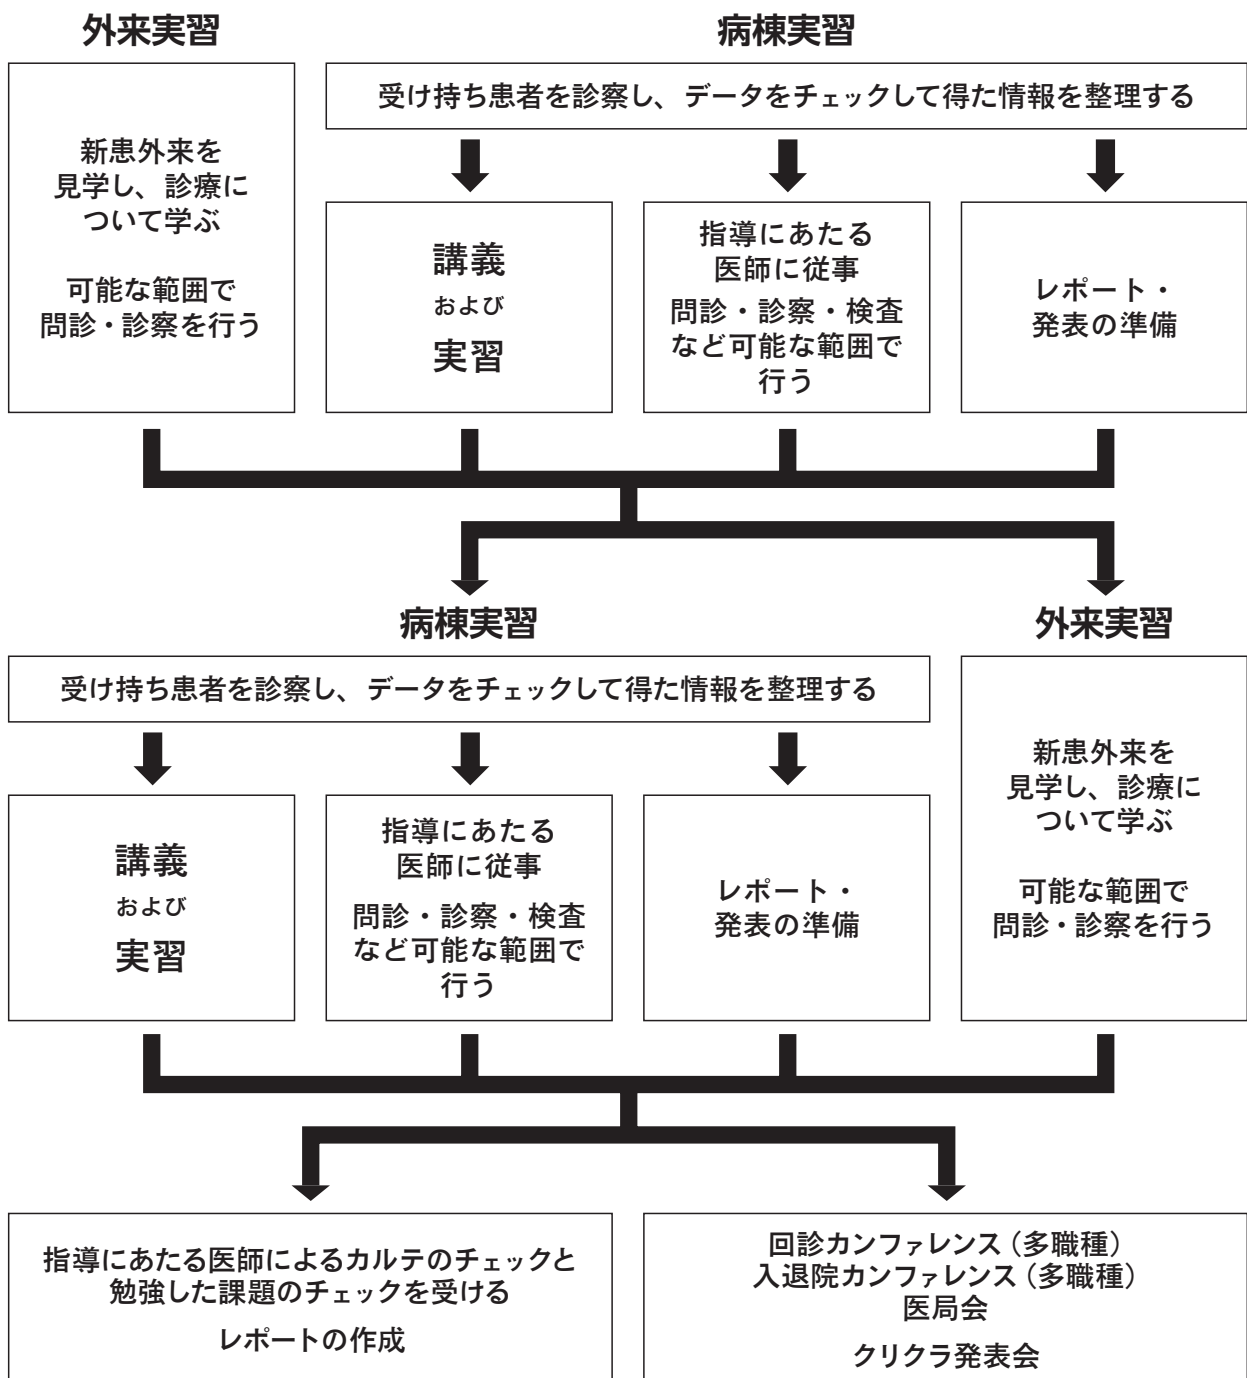 外来実習
病棟実習
新患外来を
見学し、診療に
ついて学ぶ
可能な範囲で
問診・診察を行う
受け持ち患者を診察し、データをチェックして得た情報を整理する
講義
および
実習
指導にあたる
医師に従事
問診・診察・検査
など可能な範囲で
行う
レポート・
発表の準備
病棟実習
外来実習
受け持ち患者を診察し、データをチェックして得た情報を整理する
講義
および
実習
指導にあたる
医師に従事
問診・診察・検査
など可能な範囲で
行う
レポート・
発表の準備
新患外来を
見学し、診療に
ついて学ぶ
可能な範囲で
問診・診察を行う
指導にあたる医師によるカルテのチェックと
勉強した課題のチェックを受ける
レポートの作成
回診カンファレンス（多職種）
入退院カンファレンス（多職種）
医局会
クリクラ発表会